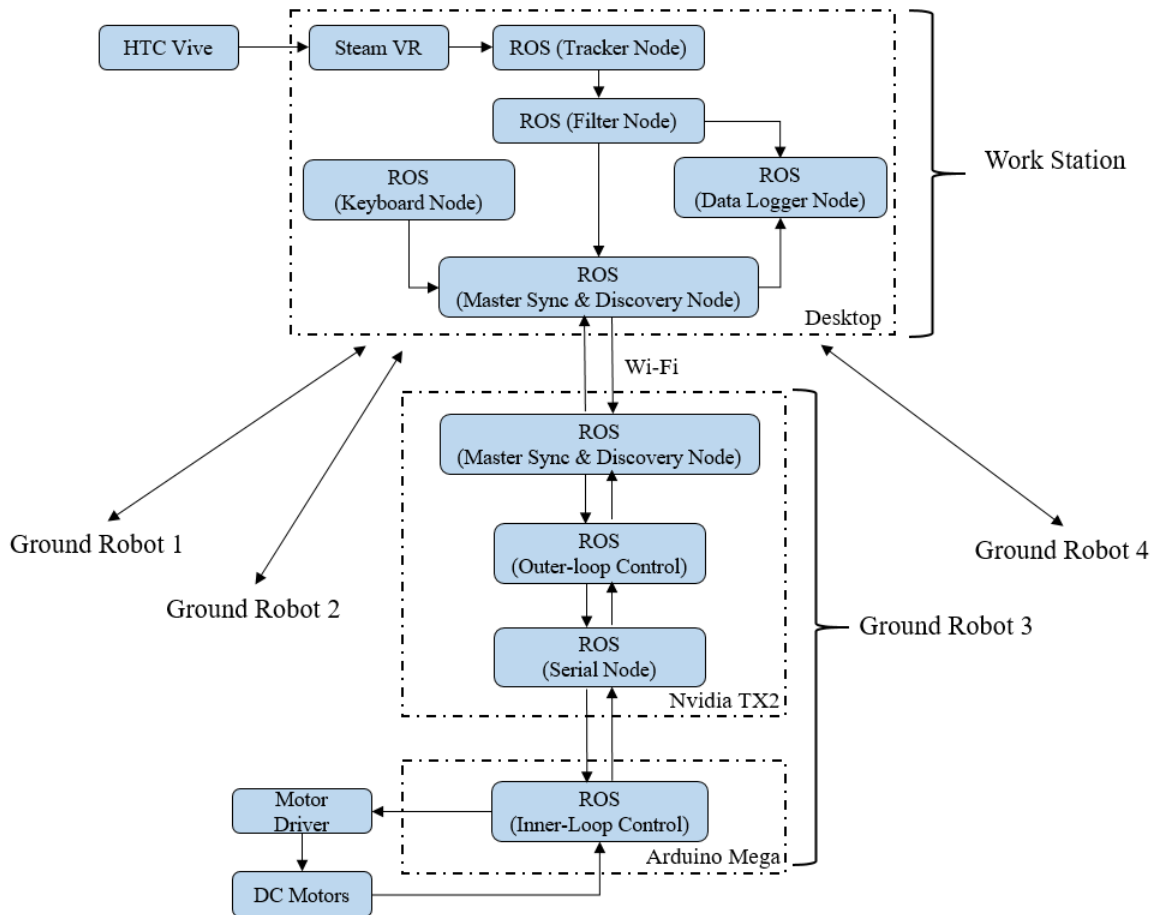 HTC Vive
Steam VR
ROS (Tracker Node)
ROS (Filter Node)
Work Station
ROS
(Keyboard Node)
ROS
(Data Logger Node)
ROS
(Master Sync & Discovery Node)
Desktop
Wi-Fi
ROS
(Master Sync & Discovery Node)
Ground Robot 1
ROS
(Outer-loop Control)
Ground Robot 4
Ground Robot 2
Ground Robot 3
ROS
(Serial Node)
Nvidia TX2
Motor
Driver
ROS
(Inner-Loop Control)
Arduino Mega
DC Motors